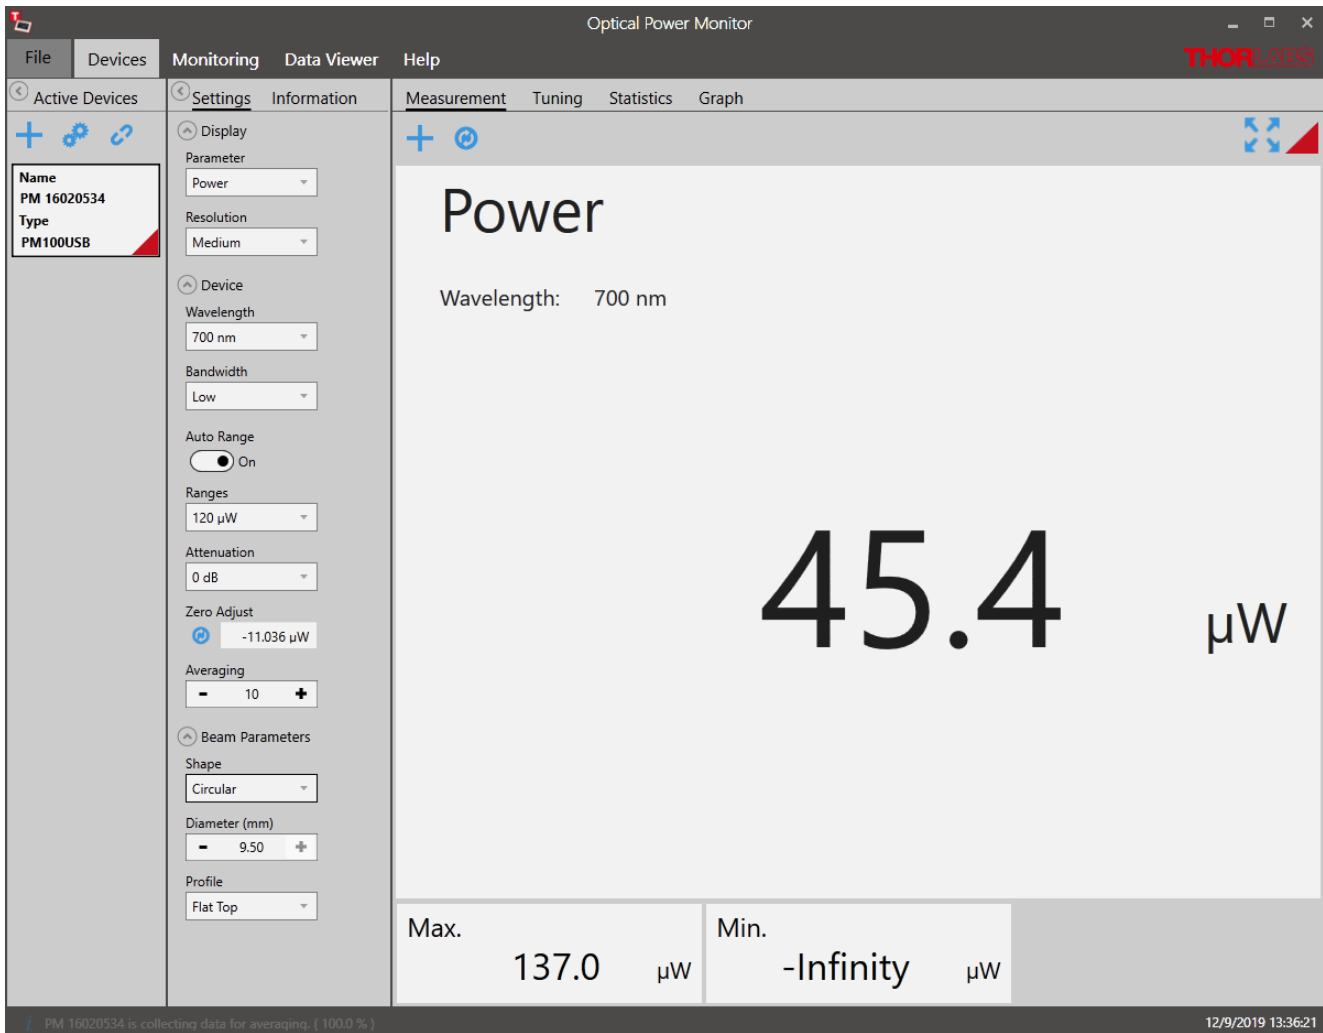 Optical Power Monitor
File Devices Monitoring Data Viewer Help
THORLABS
Active Devices
Name
PM 16020534
Type
PM100USB
Settings Information
Display
Parameter
Power
Resolution
Medium
Device
Wavelength
700 nm
Bandwidth
Low
Auto Range
On
Ranges
120 µW
Attenuation
0 dB
Zero Adjust
-11.036 µW
Averaging
- 10 +
Beam Parameters
Shape
Circular
Diameter (mm)
- 9.50 +
Profile
Flat Top
Measurement Tuning Statistics Graph
Power
Wavelength: 700 nm
45.4 µW
Max.
137.0 µW
Min.
-Infinity µW
PM 16020534 is collecting data for averaging. ( 100.0 % )
12/9/2019 13:36:21